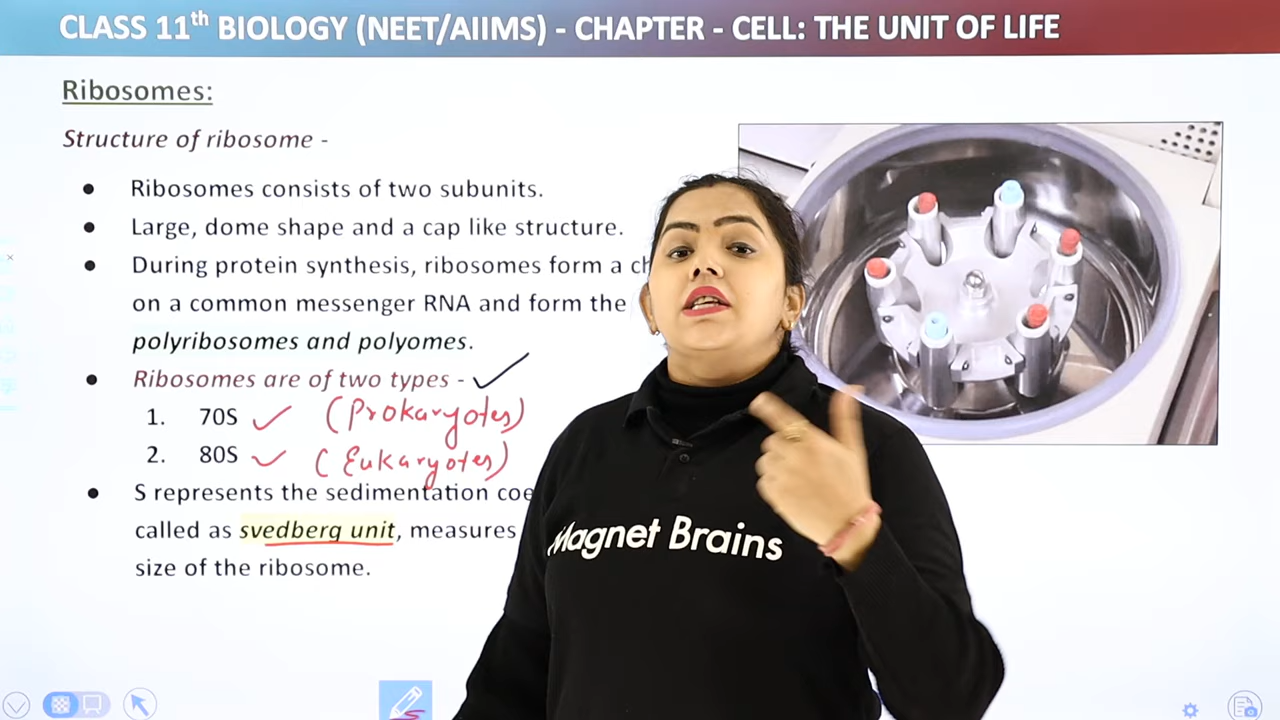 CLASS 11th BIOLOGY (NEET/AIIMS) - CHAPTER - CELL: THE UNIT OF LIFE
Ribosomes:
Structure of ribosome -
● Ribosomes consists of two subunits.
● Large, dome shape and a cap like structure.
● During protein synthesis, ribosomes form a
on a common messenger RNA and form the
polyribosomes and polyomes.
● Ribosomes are of two types -
1. 70S (Prokaryotes)
2. 80S (Eukaryotes)
● S represents the sedimentation
called as svedberg unit, measures
size of the ribosome.
Magnet Brains